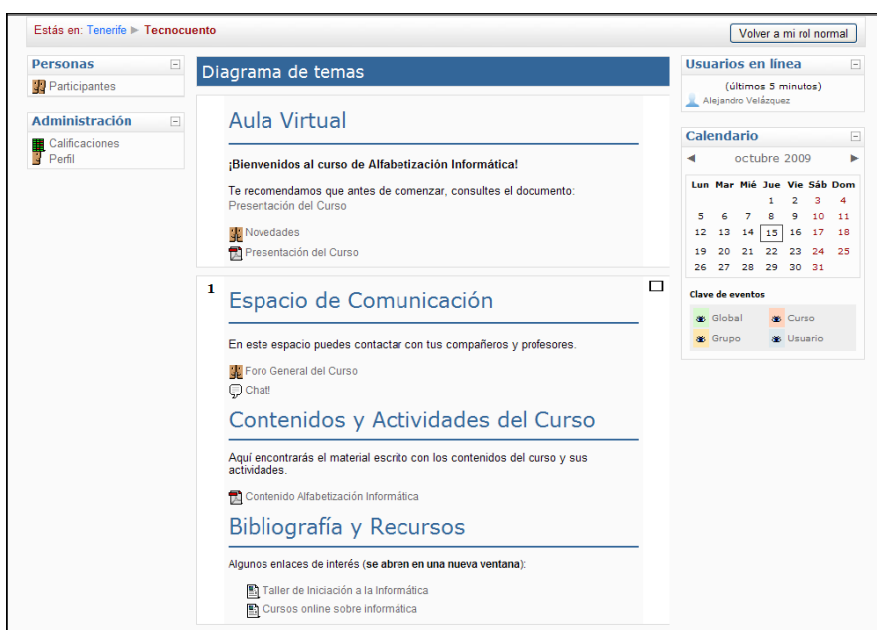 Estás en: Tenerife ► Tecnocuento
Volver a mi rol normal
Personas
Participantes
Administración
Calificaciones
Perfil
Diagrama de temas
Aula Virtual
¡Bienvenidos al curso de Alfabetización Informática!
Te recomendamos que antes de comenzar, consultes el documento:
Presentación del Curso
Novedades
Presentación del Curso
1
Espacio de Comunicación
En este espacio puedes contactar con tus compañeros y profesores.
Foro General del Curso
Chat!
Contenidos y Actividades del Curso
Aquí encontrarás el material escrito con los contenidos del curso y sus
actividades.
Contenido Alfabetización Informática
Bibliografía y Recursos
Algunos enlaces de interés (se abren en una nueva ventana):
Taller de Iniciación a la Informática
Cursos online sobre informática
Usuarios en línea
(últimos 5 minutos)
Alejandro Velázquez
Calendario
◄ octubre 2009 ►
Lun Mar Mié Jue Vie Sáb Dom
1 2 3 4
5 6 7 8 9 10 11
12 13 14 15 16 17 18
19 20 21 22 23 24 25
26 27 28 29 30 31
Clave de eventos
Global Curso
Grupo Usuario